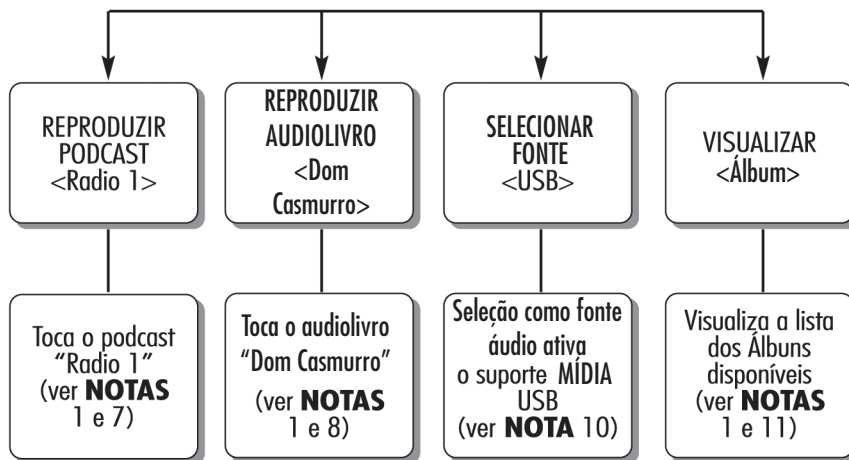 REPRODUZIR
PODCAST
<Radio 1>
REPRODUZIR
AUDIOLIVRO
<Dom
Casmurro>
SELECIONAR
FONTE
<USB>
VISUALIZAR
<Álbum>
Toca o podcast
“Radio 1”
(ver NOTAS
1 e 7)
Toca o audiolivro
“Dom Casmurro”
(ver NOTAS
1 e 8)
Seleção como fonte
áudio ativa
o suporte MÍDIA
USB
(ver NOTA 10)
Visualiza a lista
dos Álbuns
disponíveis
(ver NOTAS
1 e 11)